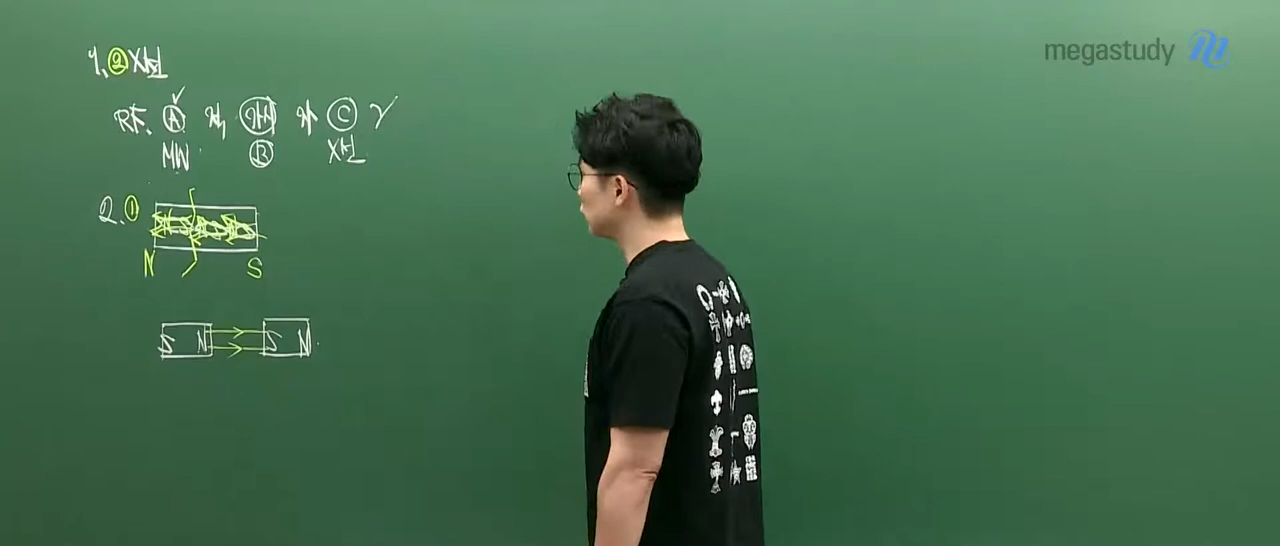 megastudy
1. ② X선
RF. Ⓐ 적 가시 자 Ⓒ γ
MW Ⓑ X선
2. ①
N S
S N S N